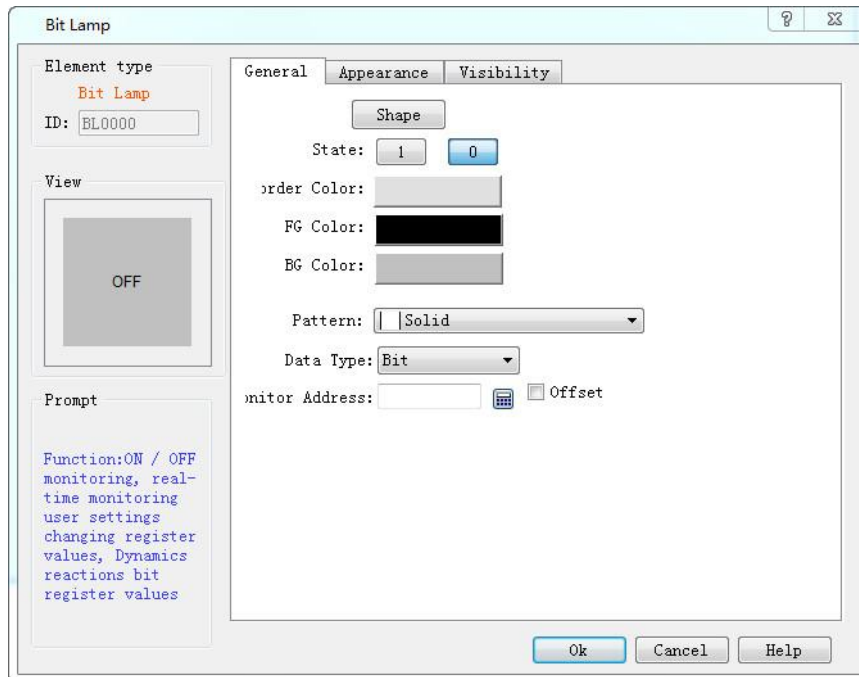 Bit Lamp
Element type
Bit Lamp
ID: BL0000
View
OFF
Prompt
Function:ON / OFF
monitoring, real-
time monitoring
user settings
changing register
values, Dynamics
reactions bit
register values
General Appearance Visibility
Shape
State: 1 0
order Color:
FG Color:
BG Color:
Pattern: Solid
Data Type: Bit
onitor Address: Offset
Ok Cancel Help